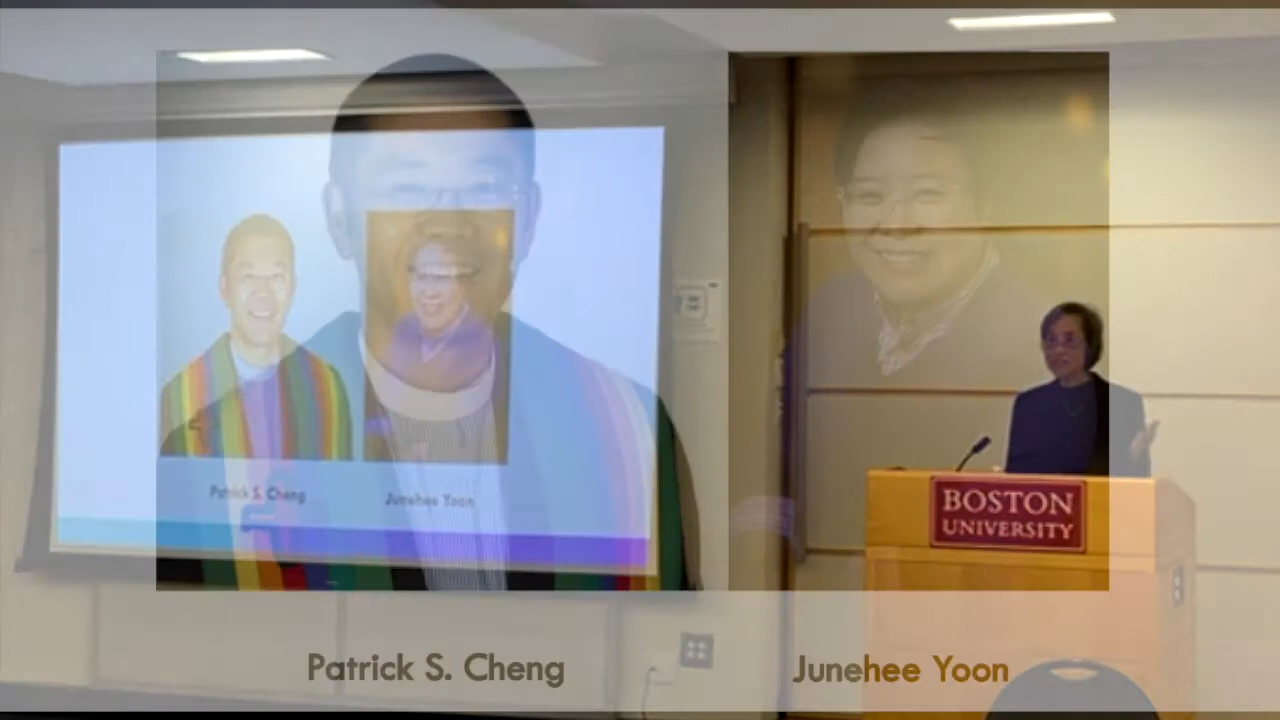 Patrick S. Cheng
Junehee Yoon
BOSTON
UNIVERSITY
Patrick S. Cheng
Junehee Yoon